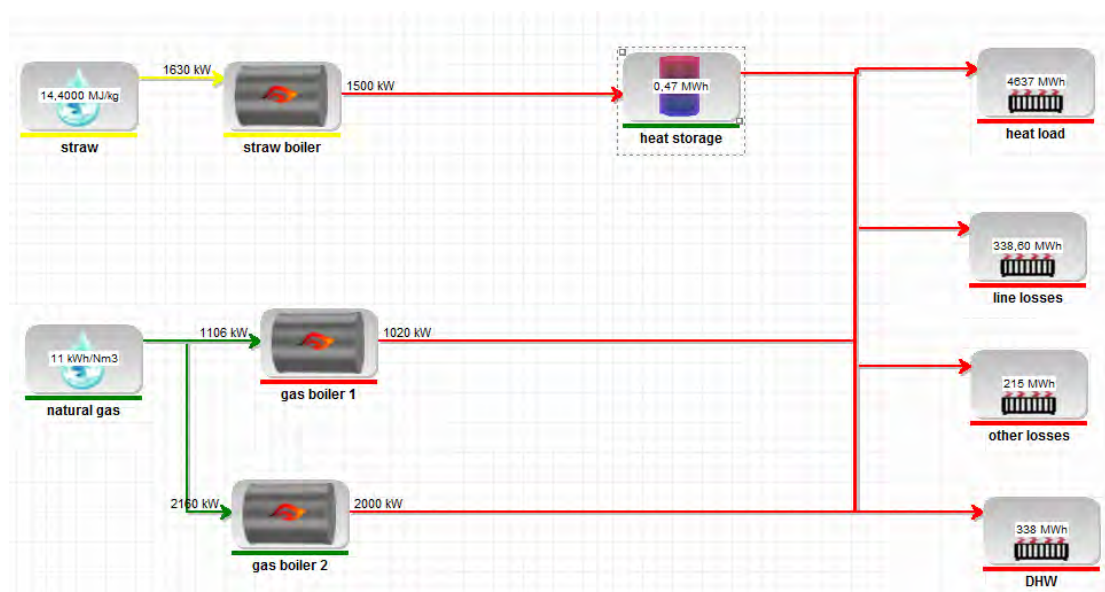 1630 kW
1500 kW
14,4000 MJ/kg
0,47 MWh
4637 MWh
straw
straw boiler
heat storage
heat load
338,60 MWh
line losses
1106 kW
1020 kW
11 kWh/Nm3
natural gas
gas boiler 1
215 MWh
other losses
2160 kW
2000 kW
338 MWh
gas boiler 2
DHW